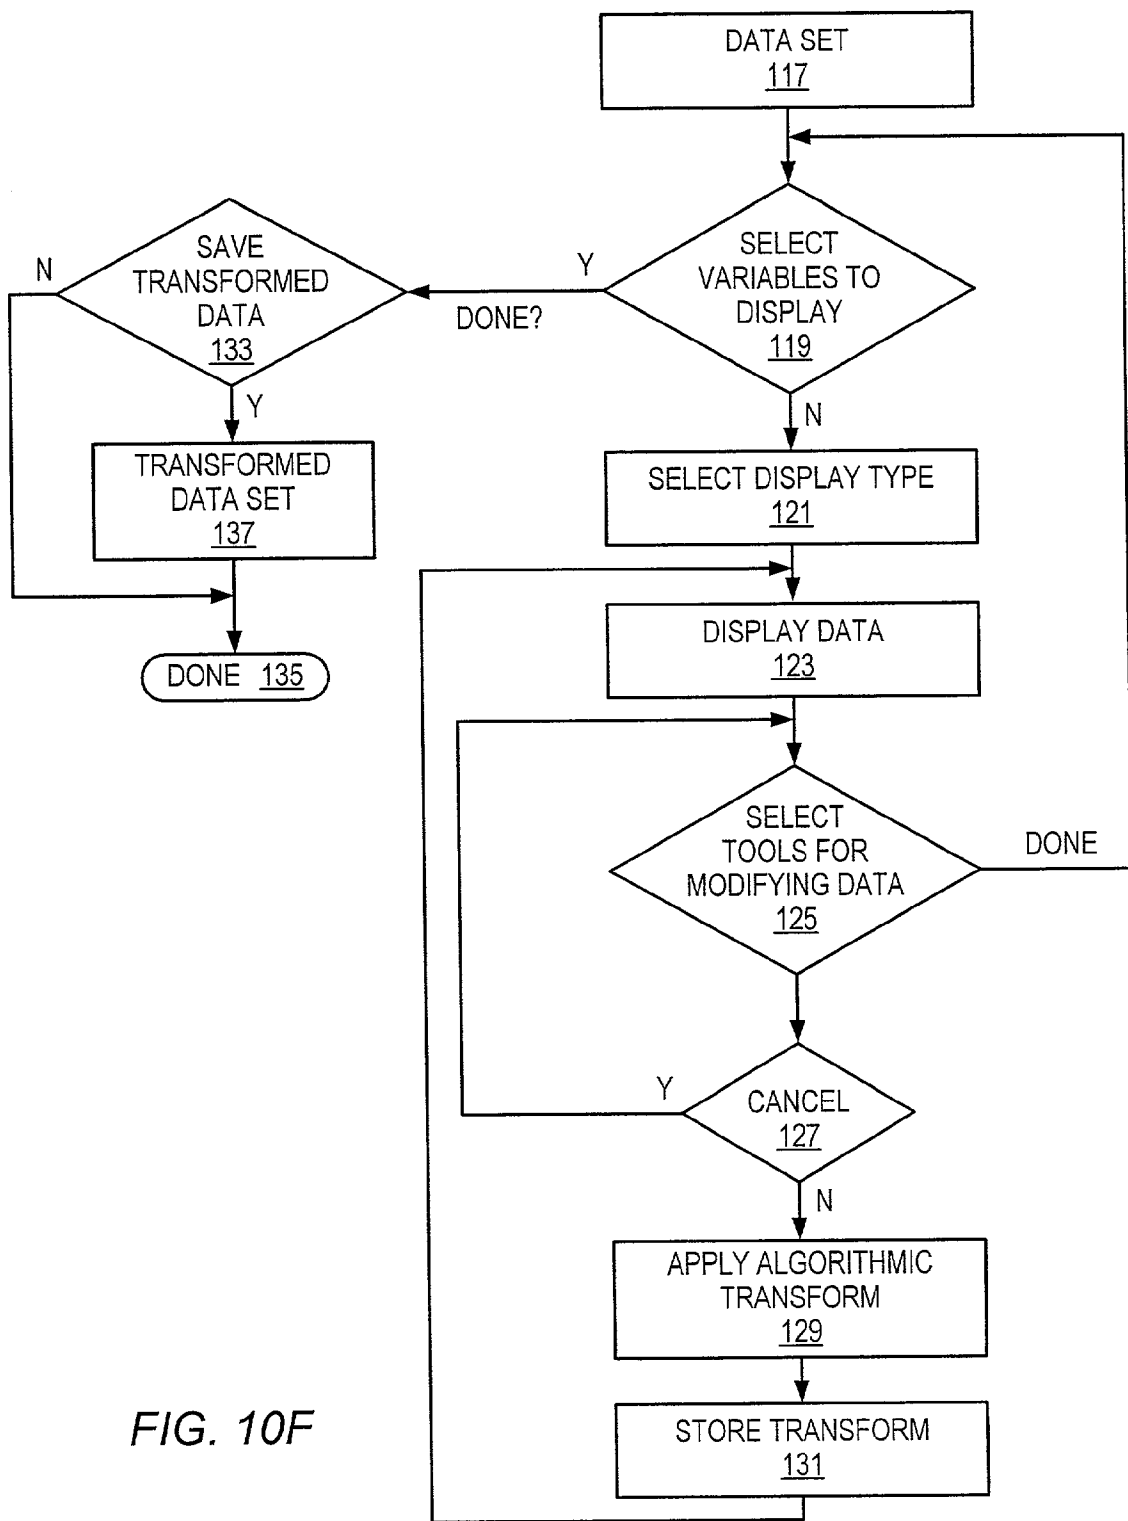 DATA SET
117
SELECT
VARIABLES TO
DISPLAY
119
Y
DONE?
N
SAVE
TRANSFORMED
DATA
133
N
Y
TRANSFORMED
DATA SET
137
DONE 135
SELECT DISPLAY TYPE
121
DISPLAY DATA
123
SELECT
TOOLS FOR
MODIFYING DATA
125
DONE
CANCEL
127
Y
N
APPLY ALGORITHMIC
TRANSFORM
129
STORE TRANSFORM
131
FIG. 10F